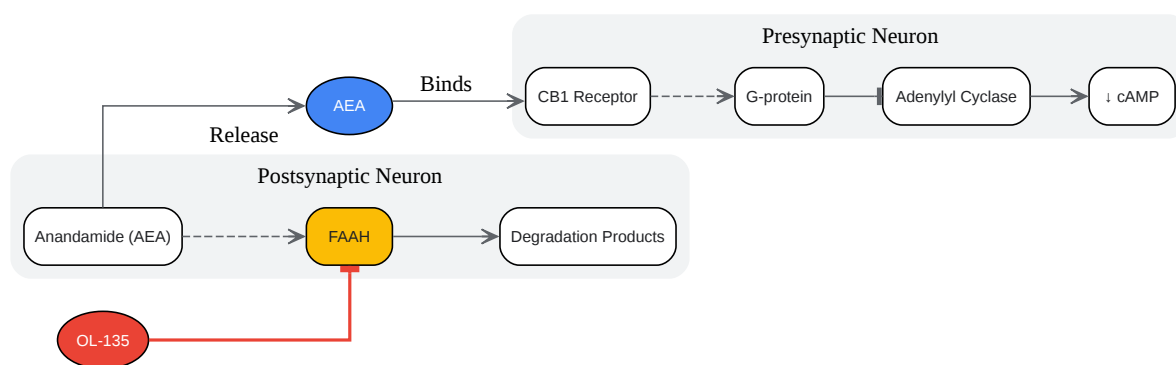 Presynaptic Neuron
AEA
Binds
CB1 Receptor
G-protein
Adenylyl Cyclase
↓ cAMP
Release
Postsynaptic Neuron
Anandamide (AEA)
FAAH
Degradation Products
OL-135